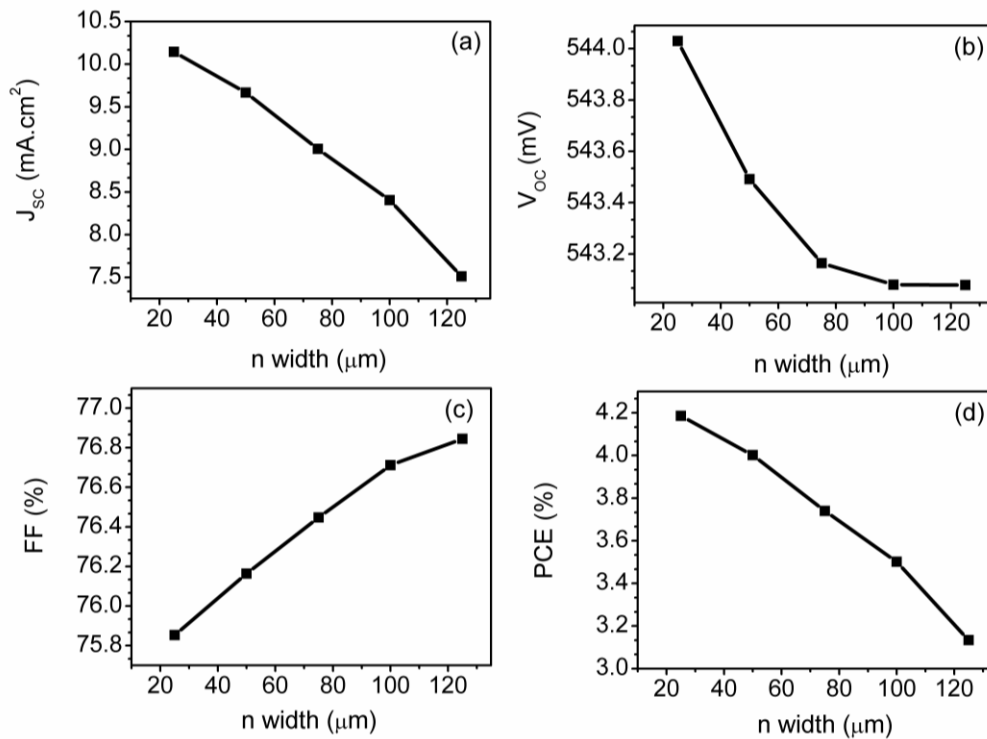 (a)
J_SC (mA.cm²)
10.5
10.0
9.5
9.0
8.5
8.0
7.5
20 40 60 80 100 120
n width (μm)
(b)
V_OC (mV)
544.0
543.8
543.6
543.4
543.2
20 40 60 80 100 120
n width (μm)
(c)
FF (%)
77.0
76.8
76.6
76.4
76.2
76.0
75.8
20 40 60 80 100 120
n width (μm)
(d)
PCE (%)
4.2
4.0
3.8
3.6
3.4
3.2
3.0
20 40 60 80 100 120
n width (μm)